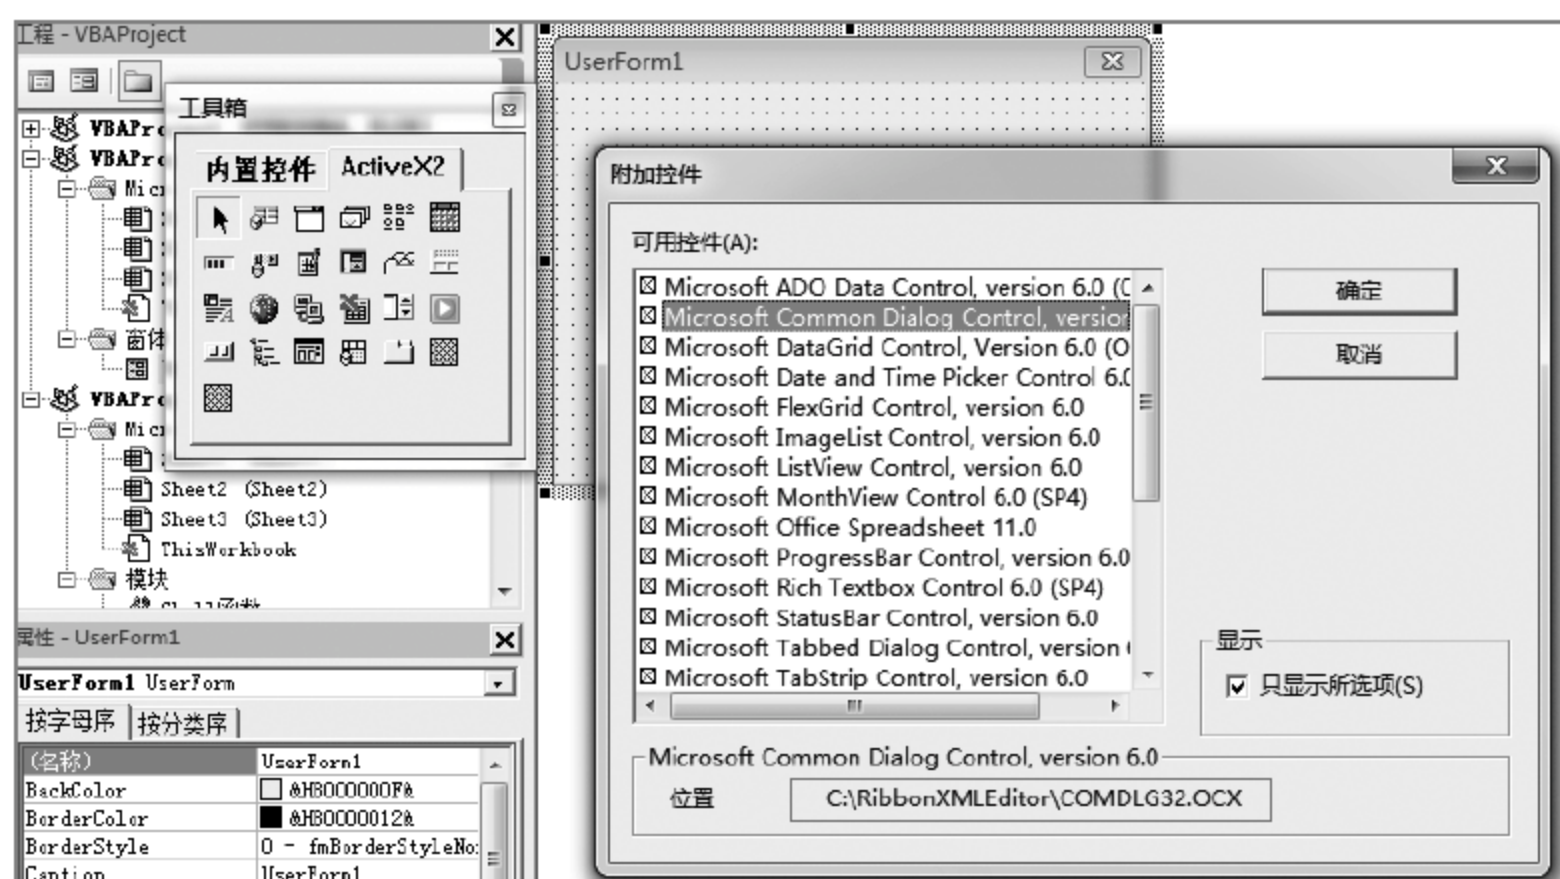 工程 - VBAProject
工具箱
内置控件 ActiveX2
Sheet2 (Sheet2)
Sheet3 (Sheet3)
ThisWorkbook
模块
属性 - UserForm1
UserForm1 UserForm
按字母序 按分类序
(名称) UserForm1
BackColor &H8000000F&
BorderColor &H80000012&
BorderStyle 0 - fmBorderStyleNo
Caption UserForm1
UserForm1
附加控件
可用控件(A):
Microsoft ADO Data Control, version 6.0 (O
Microsoft Common Dialog Control, version
Microsoft DataGrid Control, Version 6.0 (O
Microsoft Date and Time Picker Control 6.0
Microsoft FlexGrid Control, version 6.0
Microsoft ImageList Control, version 6.0
Microsoft ListView Control, version 6.0
Microsoft MonthView Control 6.0 (SP4)
Microsoft Office Spreadsheet 11.0
Microsoft ProgressBar Control, version 6.0
Microsoft Rich Textbox Control 6.0 (SP4)
Microsoft StatusBar Control, version 6.0
Microsoft Tabbed Dialog Control, version
Microsoft TabStrip Control, version 6.0
确定
取消
显示
只显示所选项(S)
Microsoft Common Dialog Control, version 6.0
位置 C:\RibbonXMLEditor\COMDLG32.OCX